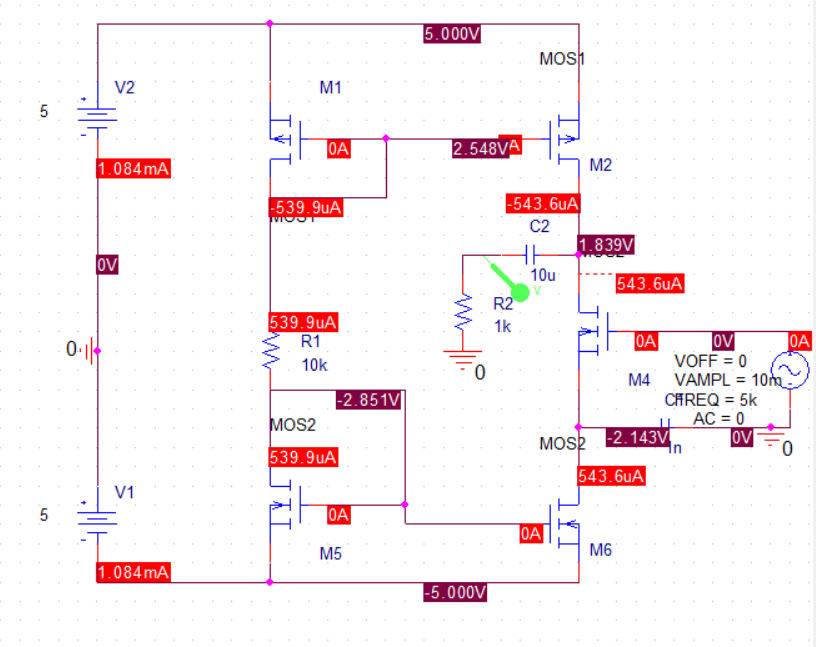 5.000V
MOS1
V2
M1
5
0A
2.548V
A
1.084mA
M2
-539.9uA
-543.6uA
MOS1
C2
1.839V
0V
10u
543.6uA
V
R2
539.9uA
1k
0A
0V
0A
0
R1
VOFF = 0
10k
0
M4
VAMPL = 10m
FREQ = 5k
-2.851V
AC = 0
MOS2
MOS2
-2.143V
0V
1n
0
539.9uA
543.6uA
V1
5
0A
0A
M5
M6
1.084mA
-5.000V